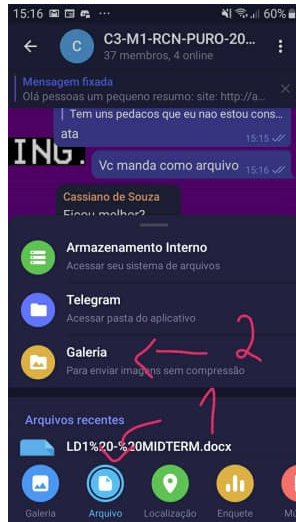 15:16 ... 60%
C
C3-M1-RCN-PURO-20...
37 membros, 4 online
Mensagem fixada
Olá pessoas um pequeno resumo: site: http://a...
Tem uns pedacos que eu nao estou cons...
ata 15:15
ING.
Vc manda como arquivo 15:16
Cassiano de Souza
Ficou melhor?
Armazenamento Interno
Acessar seu sistema de arquivos
Telegram
Acessar pasta do aplicativo
2
Galeria
Para enviar imagens sem compressão
1
Arquivos recentes
LD1%20-%20MIDTERM.docx
Galeria Arquivo Localização Enquete Mú